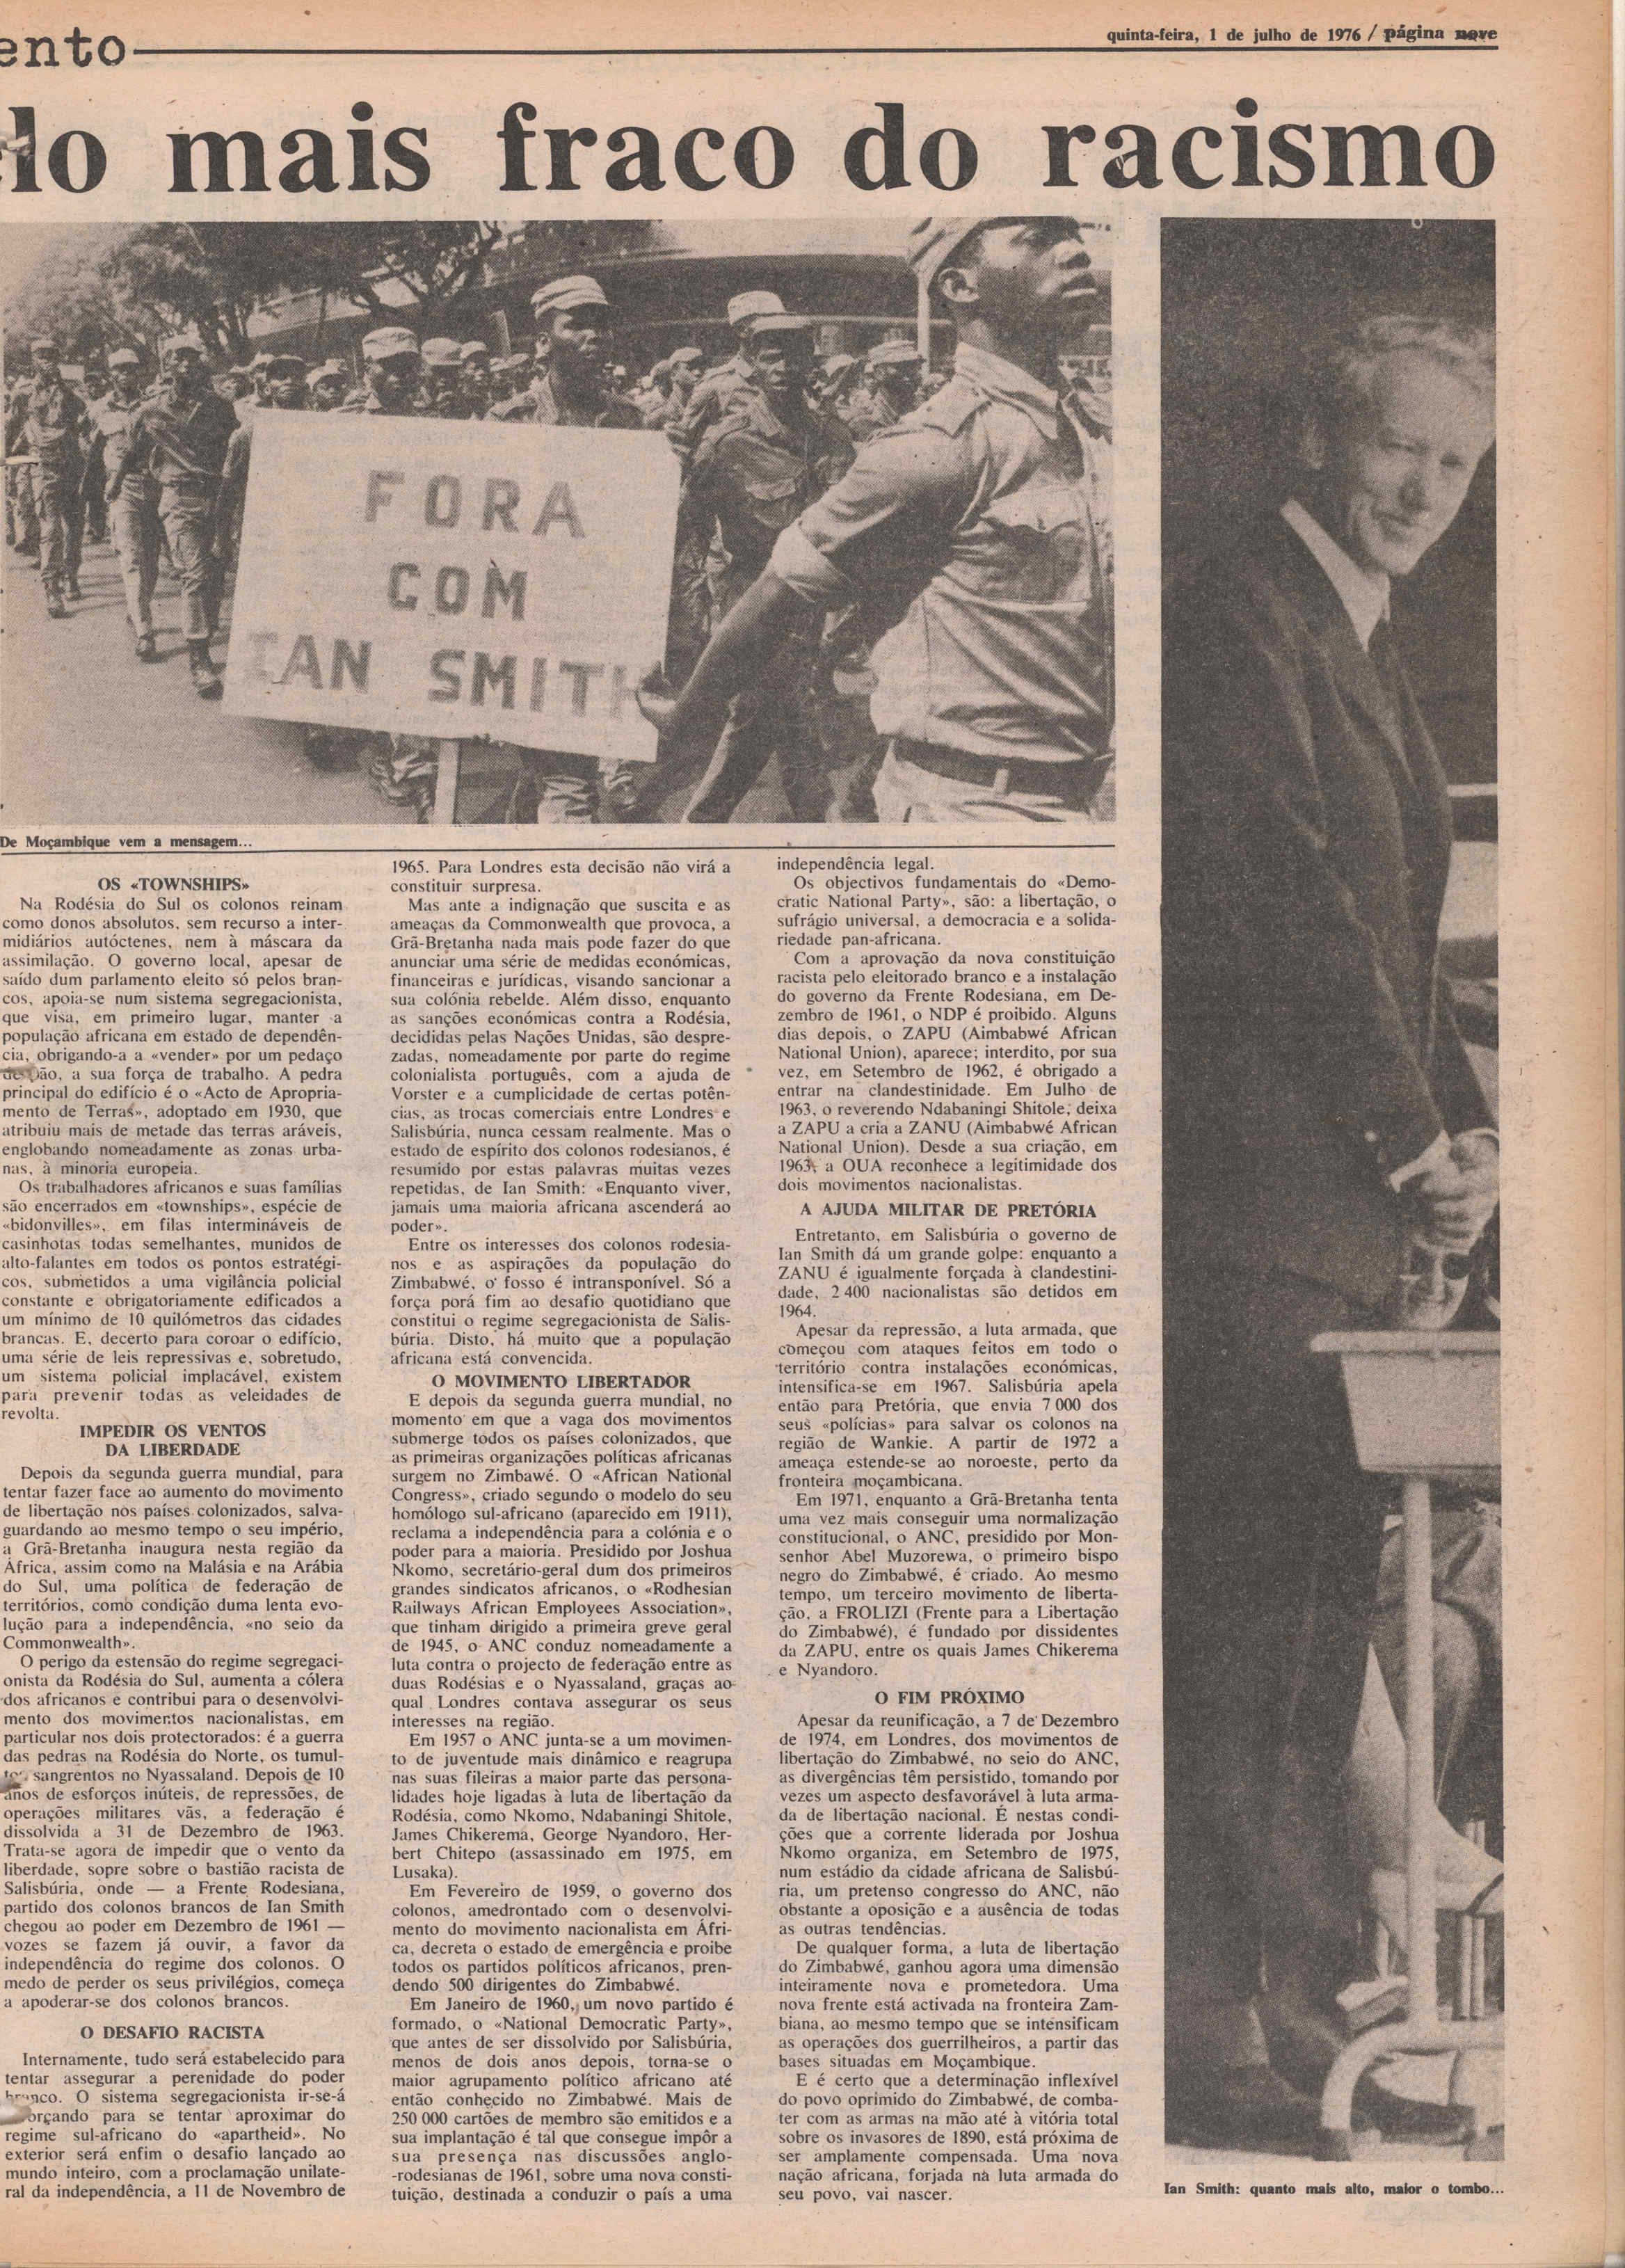 ento
quinta-feira, 1 de julho de 1976 / página nove
lo mais fraco do racismo
FORA
COM
IAN SMITH
De Moçambique vem a mensagem...
OS «TOWNSHIPS»
Na Rodésia do Sul os colonos reinam
como donos absolutos, sem recurso a inter-
midiários autóctenes, nem à máscara da
assimilação. O governo local, apesar de
saído dum parlamento eleito só pelos bran-
cos, apoia-se num sistema segregacionista,
que visa, em primeiro lugar, manter a
população africana em estado de dependên-
cia, obrigando-a a «vender» por um pedaço
de pão, a sua força de trabalho. A pedra
principal do edifício é o «Acto de Apropria-
mento de Terras», adoptado em 1930, que
atribuiu mais de metade das terras aráveis,
englobando nomeadamente as zonas urba-
nas, à minoria europeia.
Os trabalhadores africanos e suas famílias
são encerrados em «townships», espécie de
«bidonvilles», em filas intermináveis de
casinhotas todas semelhantes, munidos de
alto-falantes em todos os pontos estratégi-
cos, submetidos a uma vigilância policial
constante e obrigatoriamente edificados a
um mínimo de 10 quilómetros das cidades
brancas. E, decerto para coroar o edifício,
uma série de leis repressivas e, sobretudo,
um sistema policial implacável, existem
para prevenir todas as veleidades de
revolta.
IMPEDIR OS VENTOS
DA LIBERDADE
Depois da segunda guerra mundial, para
tentar fazer face ao aumento do movimento
de libertação nos países colonizados, salva-
guardando ao mesmo tempo o seu império,
a Grã-Bretanha inaugura nesta região da
África, assim como na Malásia e na Arábia
do Sul, uma política de federação de
territórios, como condição duma lenta evo-
lução para a independência, «no seio da
Commonwealth».
O perigo da estensão do regime segregaci-
onista da Rodésia do Sul, aumenta a cólera
dos africanos e contribui para o desenvolvi-
mento dos movimentos nacionalistas, em
particular nos dois protectorados: é a guerra
das pedras na Rodésia do Norte, os tumul-
tos sangrentos no Nyassaland. Depois de 10
anos de esforços inúteis, de repressões, de
operações militares vãs, a federação é
dissolvida a 31 de Dezembro de 1963.
Trata-se agora de impedir que o vento da
liberdade, sopre sobre o bastião racista de
Salisbúria, onde — a Frente Rodesiana,
partido dos colonos brancos de Ian Smith
chegou ao poder em Dezembro de 1961 —
vozes se fazem já ouvir, a favor da
independência do regime dos colonos. O
medo de perder os seus privilégios, começa
a apoderar-se dos colonos brancos.
O DESAFIO RACISTA
Internamente, tudo será estabelecido para
tentar assegurar a perenidade do poder
branco. O sistema segregacionista ir-se-á
orçando para se tentar aproximar do
regime sul-africano do «apartheid». No
exterior será enfim o desafio lançado ao
mundo inteiro, com a proclamação unilate-
ral da independência, a 11 de Novembro de
1965. Para Londres esta decisão não virá a
constituir surpresa.
Mas ante a indignação que suscita e as
ameaças da Commonwealth que provoca, a
Grã-Bretanha nada mais pode fazer do que
anunciar uma série de medidas económicas,
financeiras e jurídicas, visando sancionar a
sua colónia rebelde. Além disso, enquanto
as sanções económicas contra a Rodésia,
decididas pelas Nações Unidas, são despre-
zadas, nomeadamente por parte do regime
colonialista português, com a ajuda de
Vorster e a cumplicidade de certas potên-
cias, as trocas comerciais entre Londres e
Salisbúria, nunca cessam realmente. Mas o
estado de espírito dos colonos rodesianos, é
resumido por estas palavras muitas vezes
repetidas, de Ian Smith: «Enquanto viver,
jamais uma maioria africana ascenderá ao
poder».
Entre os interesses dos colonos rodesia-
nos e as aspirações da população do
Zimbabwé, o fosso é intransponível. Só a
força porá fim ao desafio quotidiano que
constitui o regime segregacionista de Salis-
búria. Disto, há muito que a população
africana está convencida.
O MOVIMENTO LIBERTADOR
E depois da segunda guerra mundial, no
momento em que a vaga dos movimentos
submerge todos os países colonizados, que
as primeiras organizações políticas africanas
surgem no Zimbawé. O «African National
Congress», criado segundo o modelo do seu
homólogo sul-africano (aparecido em 1911),
reclama a independência para a colónia e o
poder para a maioria. Presidido por Joshua
Nkomo, secretário-geral dum dos primeiros
grandes sindicatos africanos, o «Rodhesian
Railways African Employees Association»,
que tinham dirigido a primeira greve geral
de 1945, o ANC conduz nomeadamente a
luta contra o projecto de federação entre as
duas Rodésias e o Nyassaland, graças ao
qual Londres contava assegurar os seus
interesses na região.
Em 1957 o ANC junta-se a um movimen-
to de juventude mais dinâmico e reagrupa
nas suas fileiras a maior parte das persona-
lidades hoje ligadas à luta de libertação da
Rodésia, como Nkomo, Ndabaningi Shitole,
James Chikerema, George Nyandoro, Her-
bert Chitepo (assassinado em 1975, em
Lusaka).
Em Fevereiro de 1959, o governo dos
colonos, amedrontado com o desenvolvi-
mento do movimento nacionalista em Áfri-
ca, decreta o estado de emergência e proibe
todos os partidos políticos africanos, pren-
dendo 500 dirigentes do Zimbabwé.
Em Janeiro de 1960, um novo partido é
formado, o «National Democratic Party»,
que antes de ser dissolvido por Salisbúria,
menos de dois anos depois, torna-se o
maior agrupamento político africano até
então conhecido no Zimbabwé. Mais de
250 000 cartões de membro são emitidos e a
sua implantação é tal que consegue impôr a
sua presença nas discussões anglo-
-rodesianas de 1961, sobre uma nova consti-
tuição, destinada a conduzir o país a uma
independência legal.
Os objectivos fundamentais do «Demo-
cratic National Party», são: a libertação, o
sufrágio universal, a democracia e a solida-
riedade pan-africana.
Com a aprovação da nova constituição
racista pelo eleitorado branco e a instalação
do governo da Frente Rodesiana, em De-
zembro de 1961, o NDP é proibido. Alguns
dias depois, o ZAPU (Aimbabwé African
National Union), aparece; interdito, por sua
vez, em Setembro de 1962, é obrigado a
entrar na clandestinidade. Em Julho de
1963, o reverendo Ndabaningi Shitole, deixa
a ZAPU a cria a ZANU (Aimbabwé African
National Union). Desde a sua criação, em
1963, a OUA reconhece a legitimidade dos
dois movimentos nacionalistas.
A AJUDA MILITAR DE PRETÓRIA
Entretanto, em Salisbúria o governo de
Ian Smith dá um grande golpe: enquanto a
ZANU é igualmente forçada à clandestini-
dade, 2 400 nacionalistas são detidos em
1964.
Apesar da repressão, a luta armada, que
começou com ataques feitos em todo o
território contra instalações económicas,
intensifica-se em 1967. Salisbúria apela
então para Pretória, que envia 7 000 dos
seus «polícias» para salvar os colonos na
região de Wankie. A partir de 1972 a
ameaça estende-se ao noroeste, perto da
fronteira moçambicana.
Em 1971, enquanto a Grã-Bretanha tenta
uma vez mais conseguir uma normalização
constitucional, o ANC, presidido por Mon-
senhor Abel Muzorewa, o primeiro bispo
negro do Zimbabwé, é criado. Ao mesmo
tempo, um terceiro movimento de liberta-
ção, a FROLIZI (Frente para a Libertação
do Zimbabwé), é fundado por dissidentes
da ZAPU, entre os quais James Chikerema
e Nyandoro.
O FIM PRÓXIMO
Apesar da reunificação, a 7 de Dezembro
de 1974, em Londres, dos movimentos de
libertação do Zimbabwé, no seio do ANC,
as divergências têm persistido, tomando por
vezes um aspecto desfavorável à luta arma-
da de libertação nacional. É nestas condi-
ções que a corrente liderada por Joshua
Nkomo organiza, em Setembro de 1975,
num estádio da cidade africana de Salisbú-
ria, um pretenso congresso do ANC, não
obstante a oposição e a ausência de todas
as outras tendências.
De qualquer forma, a luta de libertação
do Zimbabwé, ganhou agora uma dimensão
inteiramente nova e prometedora. Uma
nova frente está activada na fronteira Zam-
biana, ao mesmo tempo que se intensificam
as operações dos guerrilheiros, a partir das
bases situadas em Moçambique.
E é certo que a determinação inflexível
do povo oprimido do Zimbabwé, de comba-
ter com as armas na mão até à vitória total
sobre os invasores de 1890, está próxima de
ser amplamente compensada. Uma nova
nação africana, forjada na luta armada do
seu povo, vai nascer.
Ian Smith: quanto mais alto, maior o tombo...